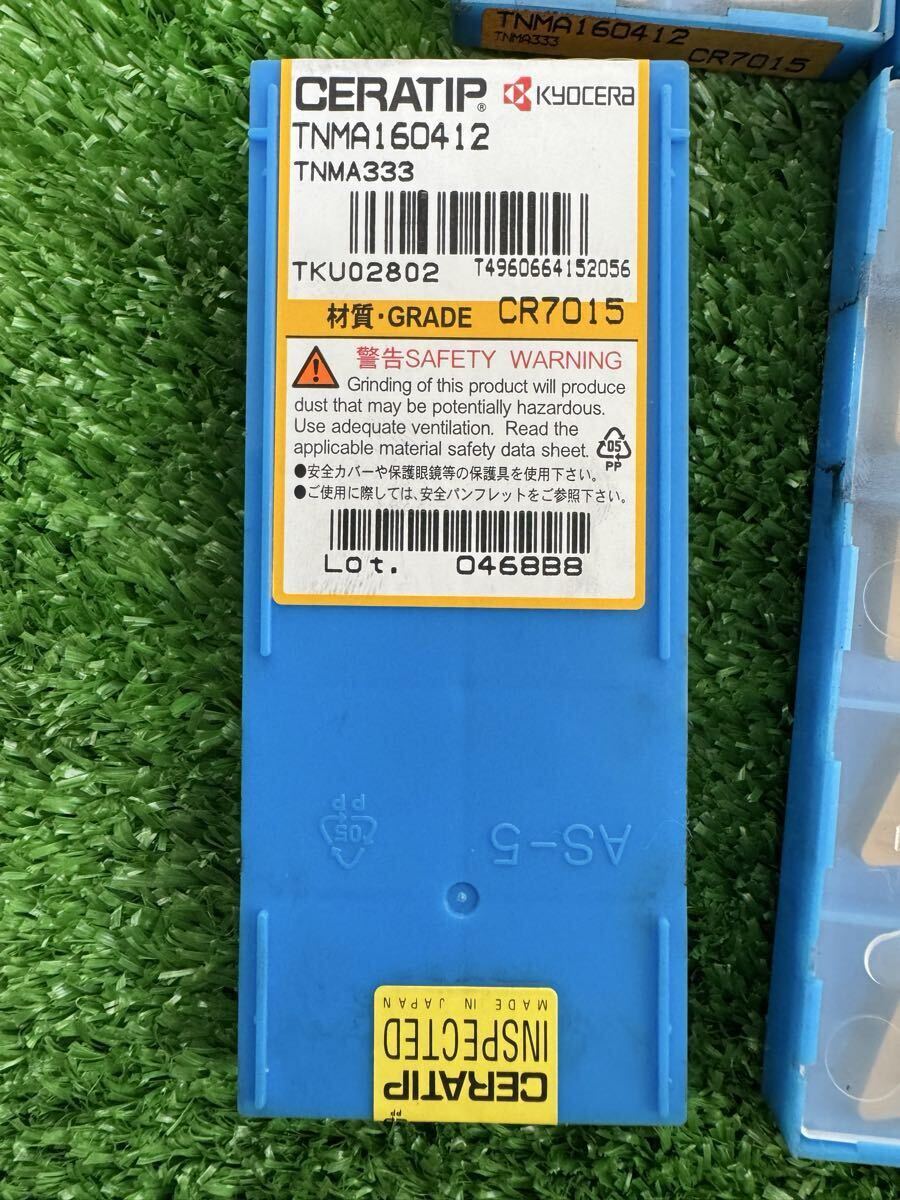 TNMA160412
TNMA333
CR7015
CERATIP® KYOCERA
TNMA160412
TNMA333
TKU02802 T4960664152056
材質・GRADE CR7015
警告SAFETY WARNING
Grinding of this product will produce
dust that may be potentially hazardous.
Use adequate ventilation. Read the
applicable material safety data sheet.
05
PP
●安全カバーや保護眼鏡等の保護具を使用下さい。
●ご使用に際しては、安全パンフレットをご参照下さい。
Lot. 0468B8
05
PP
AS-5
CERATIP
INSPECTED
MADE IN JAPAN
PP